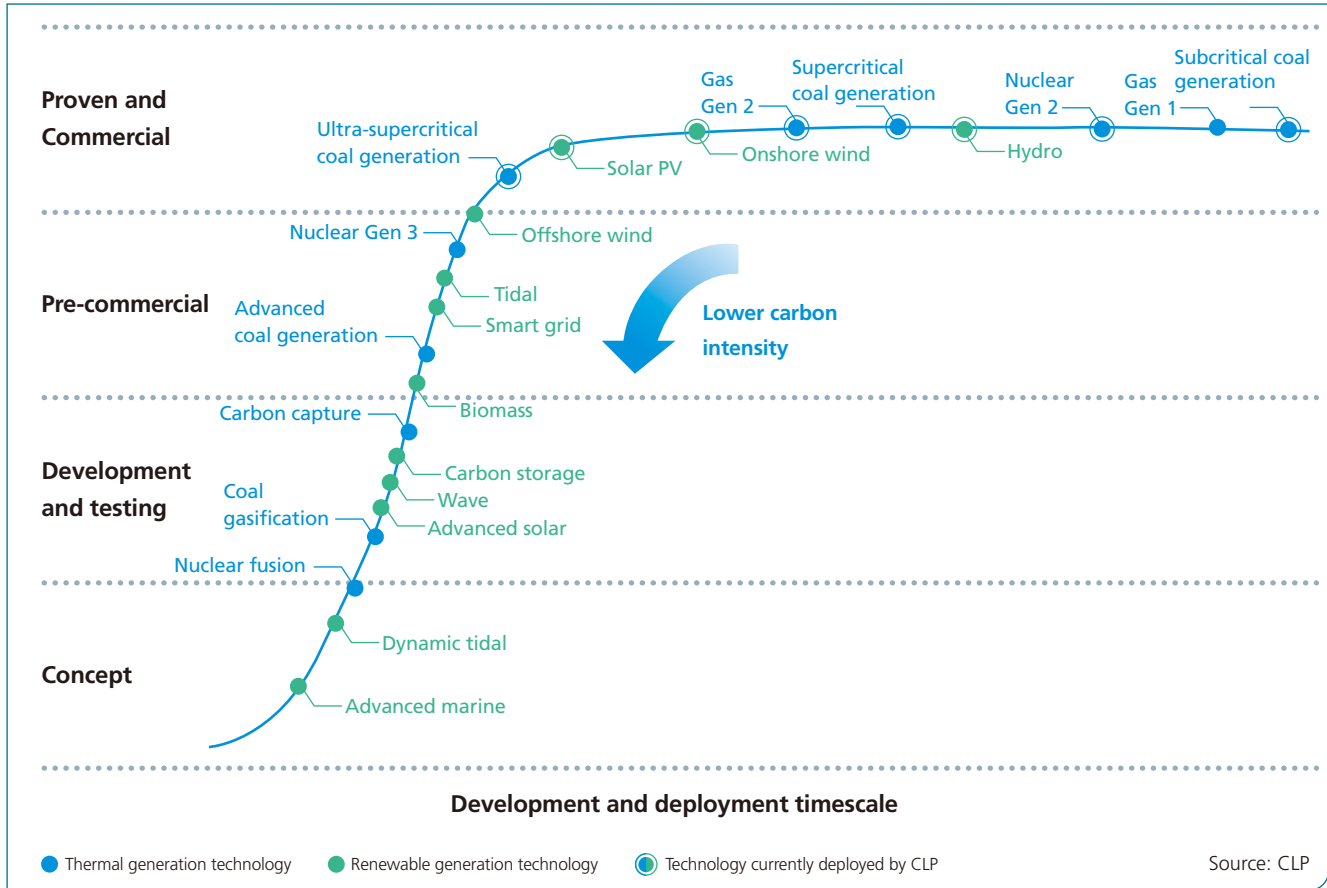 Proven and
Commercial
Ultra-supercritical
coal generation
Solar PV
Gas
Gen 2
Onshore wind
Supercritical
coal generation
Hydro
Nuclear
Gen 2
Gas
Gen 1
Subcritical coal
generation
Pre-commercial
Nuclear Gen 3
Offshore wind
Tidal
Smart grid
Advanced
coal generation
Biomass
Lower carbon
intensity
Development
and testing
Carbon capture
Carbon storage
Wave
Advanced solar
Coal
gasification
Nuclear fusion
Concept
Dynamic tidal
Advanced marine
Development and deployment timescale
Thermal generation technology
Renewable generation technology
Technology currently deployed by CLP
Source: CLP